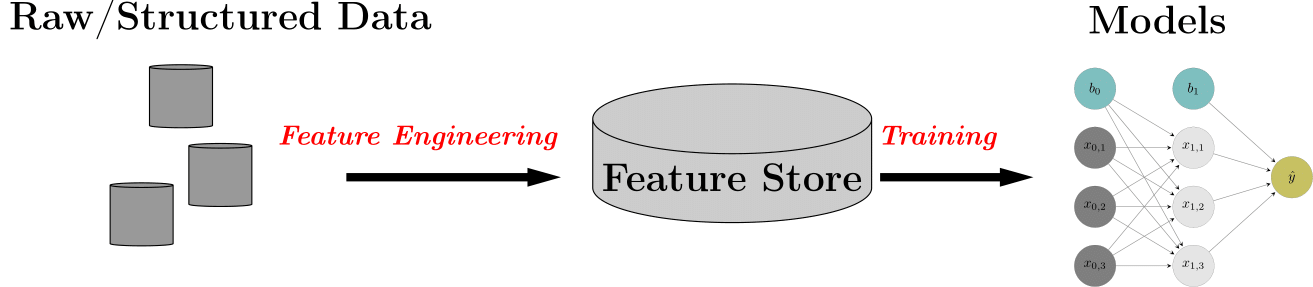 Raw/Structured Data
Feature Engineering
Feature Store
Training
Models
b0 b1
x0,1 x1,1
x0,2 x1,2
x0,3 x1,3
ŷ